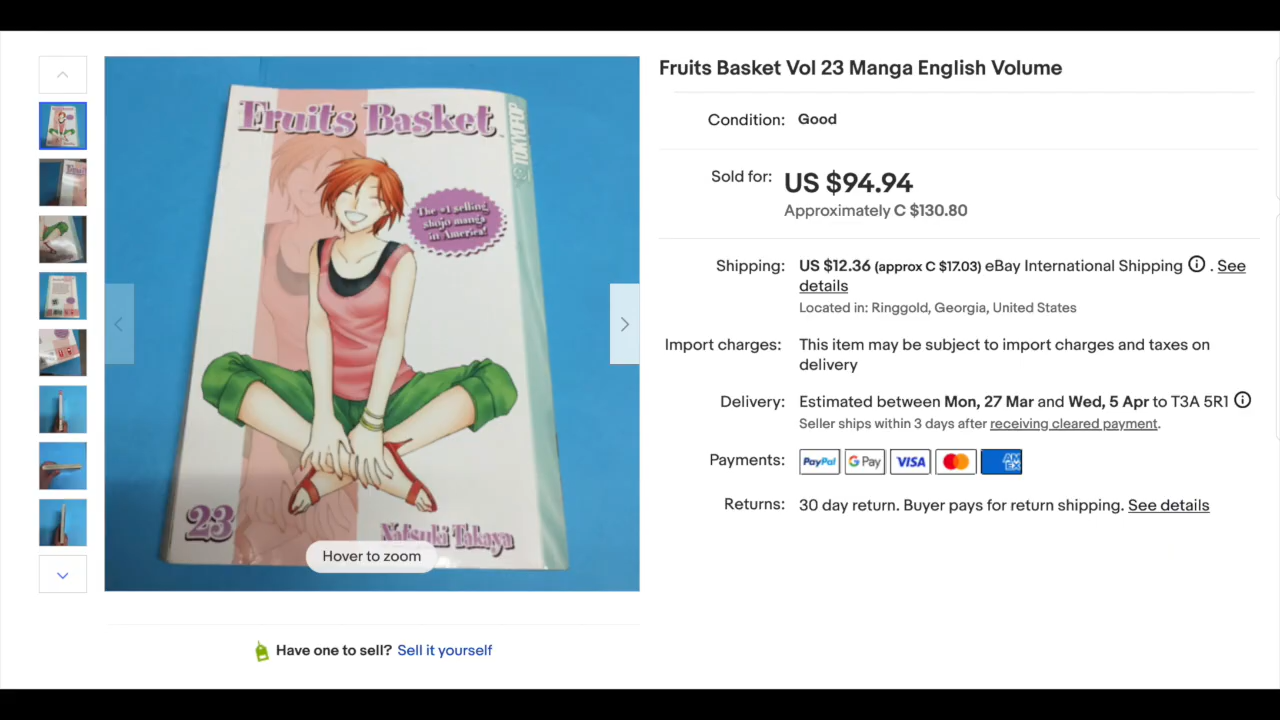 Fruits Basket
TOKYOPOP
The #1 selling
shojo manga
in America!
23
Natsuki Takaya
Hover to zoom
Have one to sell? Sell it yourself
Fruits Basket Vol 23 Manga English Volume
Condition: Good
Sold for: US $94.94
Approximately C $130.80
Shipping: US $12.36 (approx C $17.03) eBay International Shipping . See
details
Located in: Ringgold, Georgia, United States
Import charges: This item may be subject to import charges and taxes on
delivery
Delivery: Estimated between Mon, 27 Mar and Wed, 5 Apr to T3A 5R1
Seller ships within 3 days after receiving cleared payment.
Payments: PayPal G Pay VISA AM EX
Returns: 30 day return. Buyer pays for return shipping. See details